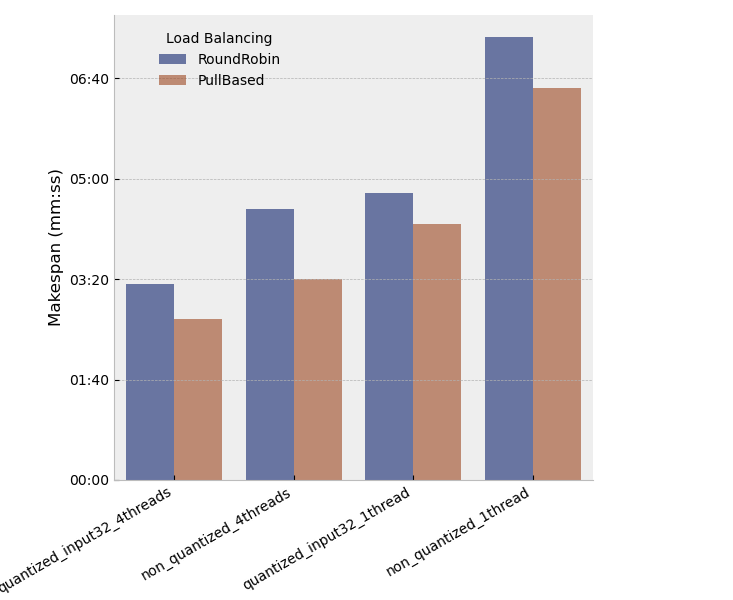 Load Balancing
RoundRobin
PullBased
Makespan (mm:ss)
06:40
05:00
03:20
01:40
00:00
quantized_input32_4threads
non_quantized_4threads
quantized_input32_1thread
non_quantized_1thread